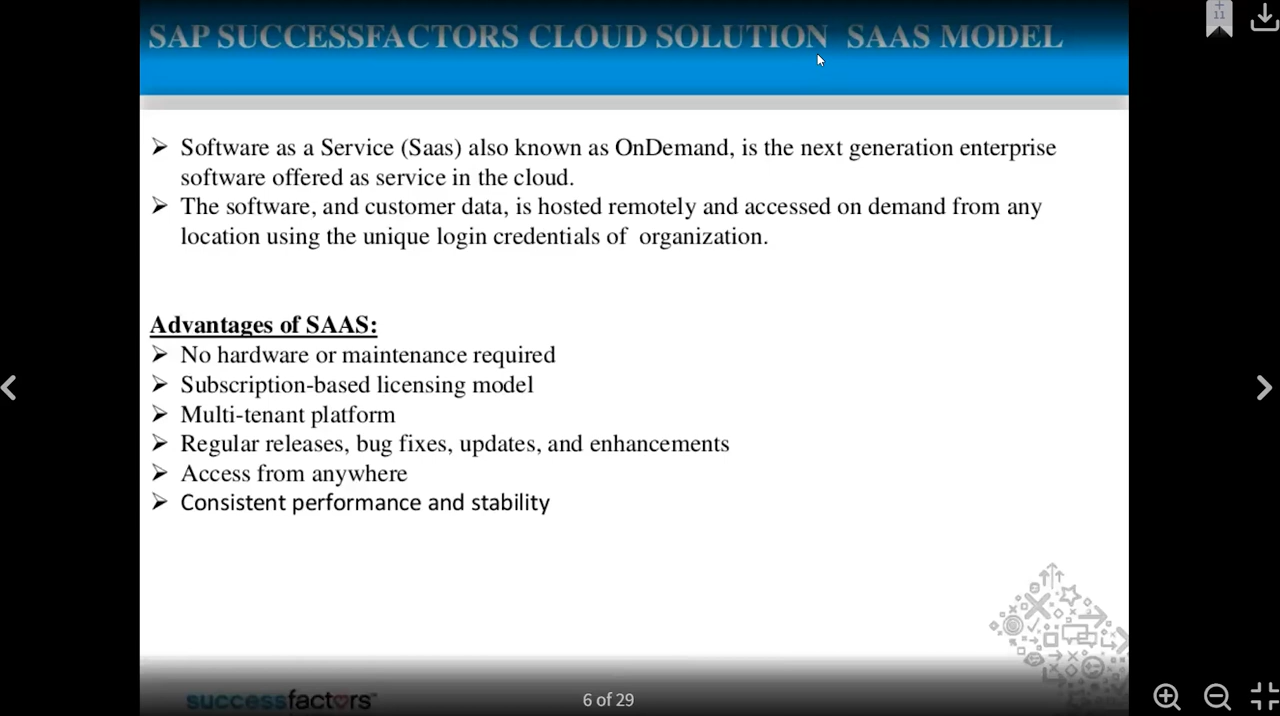 +
11
SAP SUCCESSFACTORS CLOUD SOLUTION SAAS MODEL
Software as a Service (Saas) also known as OnDemand, is the next generation enterprise
software offered as service in the cloud.
The software, and customer data, is hosted remotely and accessed on demand from any
location using the unique login credentials of organization.
Advantages of SAAS:
No hardware or maintenance required
Subscription-based licensing model
Multi-tenant platform
Regular releases, bug fixes, updates, and enhancements
Access from anywhere
Consistent performance and stability
successfactors™
6 of 29